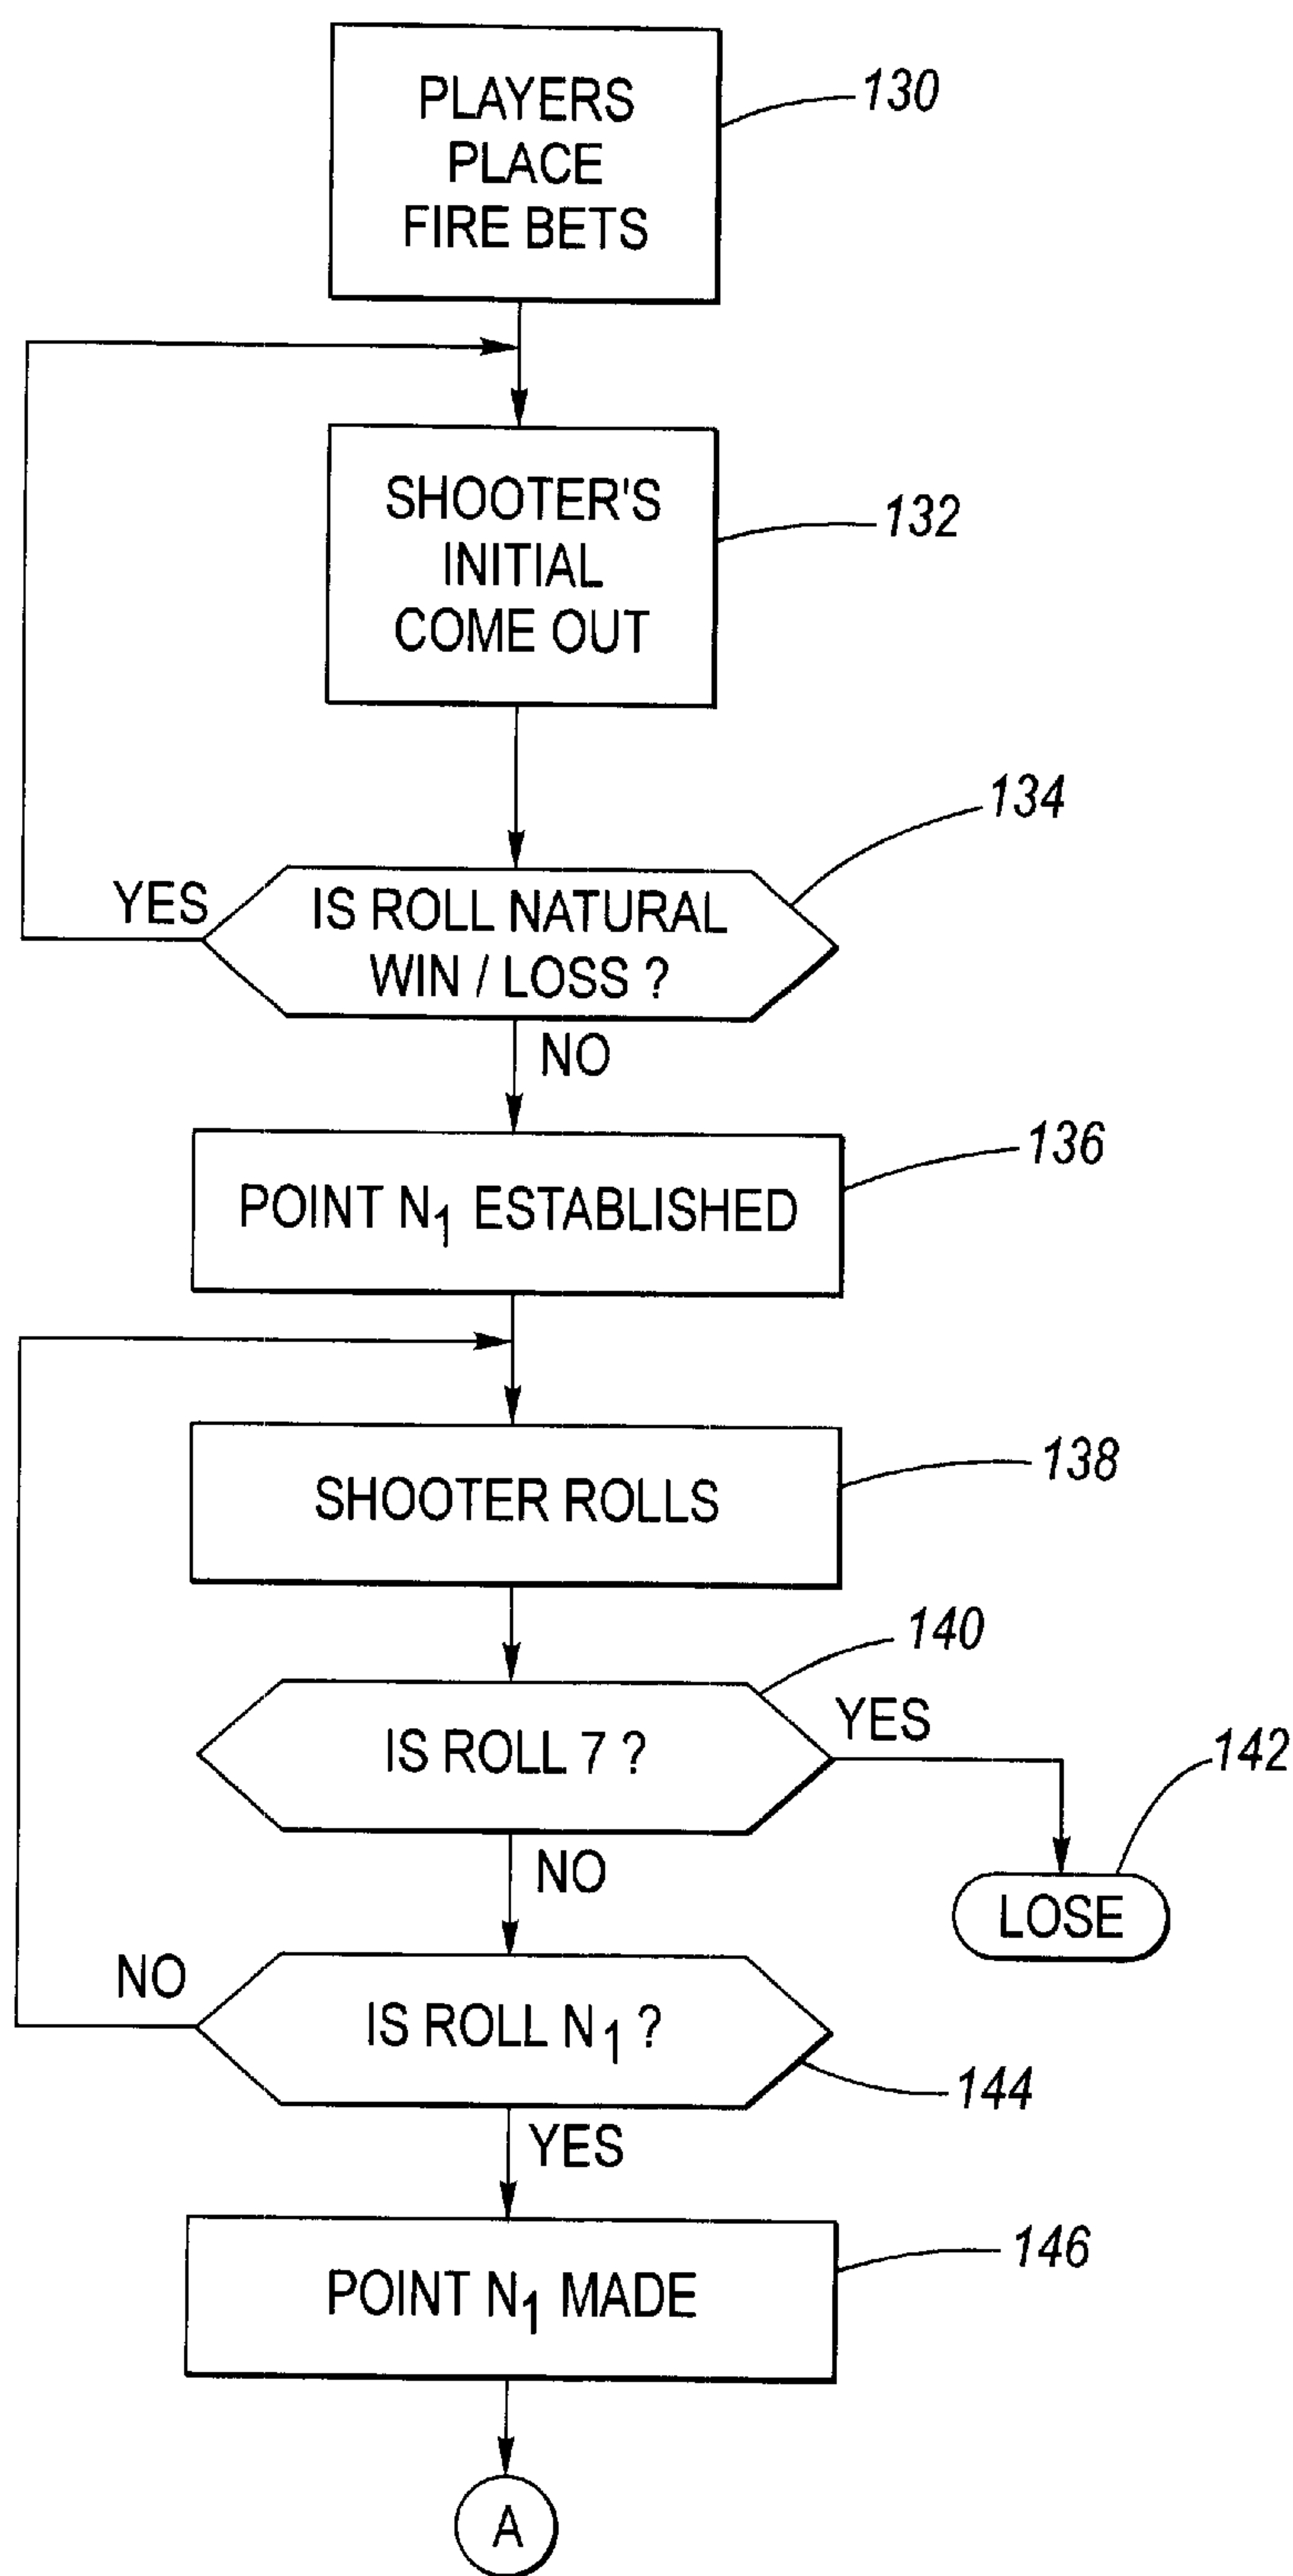 PLAYERS
PLACE
FIRE BETS
130
SHOOTER'S
INITIAL
COME OUT
132
134
YES
IS ROLL NATURAL
WIN / LOSS ?
NO
136
POINT N1 ESTABLISHED
SHOOTER ROLLS
138
140
IS ROLL 7 ?
YES
142
NO
LOSE
NO
IS ROLL N1 ?
144
YES
146
POINT N1 MADE
A